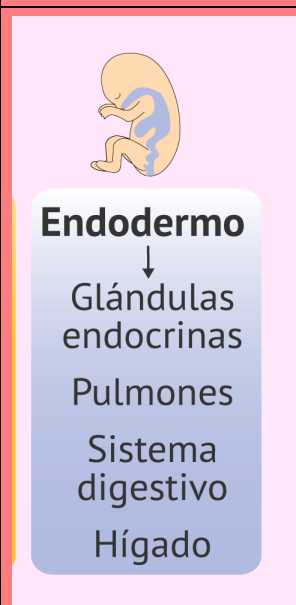 Endodermo
Glándulas
endocrinas
Pulmones
Sistema
digestivo
Hígado